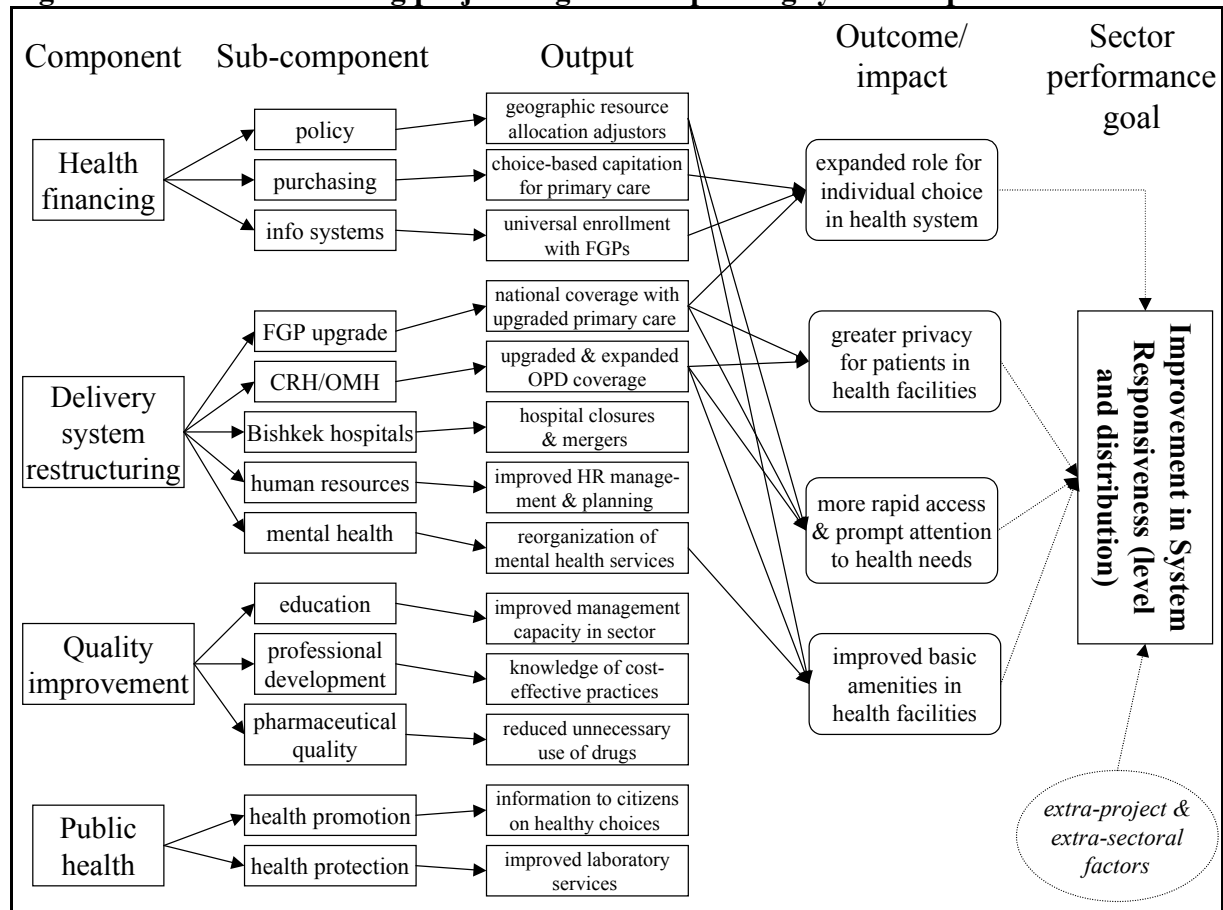 Component
Sub-component
Output
Outcome/
impact
Sector
performance
goal
Health
financing
Delivery
system
restructuring
Quality
improvement
Public
health
policy
purchasing
info systems
FGP upgrade
CRH/OMH
Bishkek hospitals
human resources
mental health
education
professional
development
pharmaceutical
quality
health promotion
health protection
geographic resource
allocation adjustors
choice-based capitation
for primary care
universal enrollment
with FGPs
national coverage with
upgraded primary care
upgraded & expanded
OPD coverage
hospital closures
& mergers
improved HR manage-
ment & planning
reorganization of
mental health services
improved management
capacity in sector
knowledge of cost-
effective practices
reduced unnecessary
use of drugs
information to citizens
on healthy choices
improved laboratory
services
expanded role for
individual choice
in health system
greater privacy
for patients in
health facilities
more rapid access
& prompt attention
to health needs
improved basic
amenities in
health facilities
Improvement in System
Responsiveness (level
and distribution)
extra-project &
extra-sectoral
factors